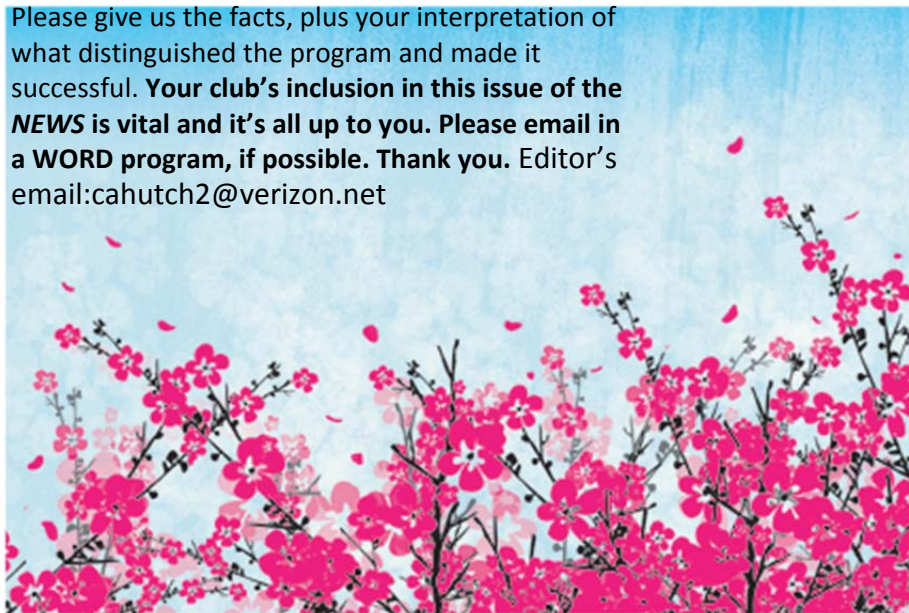 Please give us the facts, plus your interpretation of
what distinguished the program and made it
successful. Your club’s inclusion in this issue of the
NEWS is vital and it’s all up to you. Please email in
a WORD program, if possible. Thank you. Editor’s
email:cahutch2@verizon.net